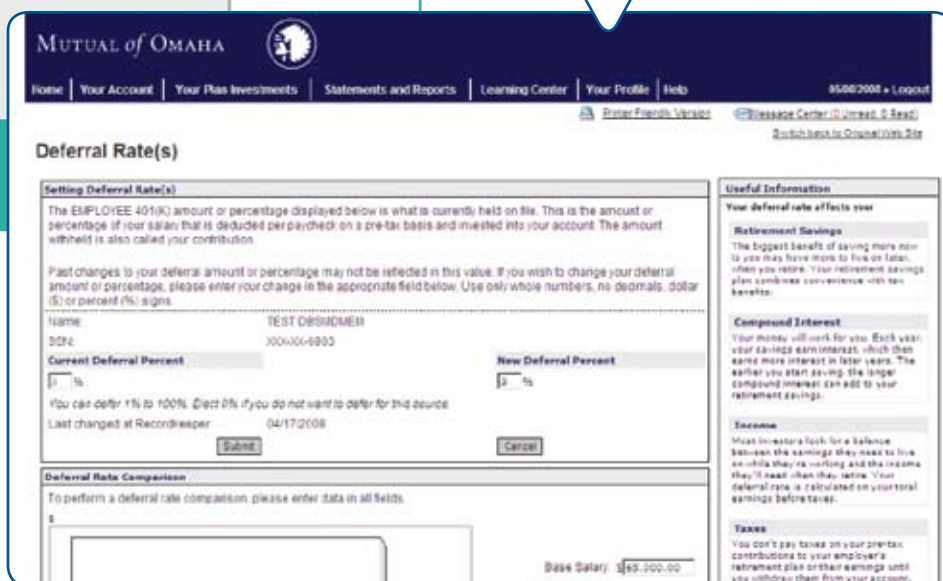 MUTUAL of OMAHA
Home | Your Account | Your Plan Investments | Statements and Reports | Learning Center | Your Profile | Help
05/08/2008 • Logout
Printer Friendly Version
Message Center (0 Unread, 0 Read)
Switch back to Original Web Site
Deferral Rate(s)
Setting Deferral Rate(s)
The EMPLOYEE 401(K) amount or percentage displayed below is what is currently held on file. This is the amount or
percentage of your salary that is deducted per paycheck on a pre-tax basis and invested into your account. The amount
withheld is also called your contribution.
Past changes to your deferral amount or percentage may not be reflected in this value. If you wish to change your deferral
amount or percentage, please enter your change in the appropriate field below. Use only whole numbers, no decimals, dollar
($) or percent (%) signs.
Name: TEST
SSN:
Current Deferral Percent
New Deferral Percent
%
%
You can defer 1% to 100%. Elect 0% if you do not want to defer for this source.
Last changed at Recordkeeper 04/17/2008
Submit
Cancel
Deferral Rate Comparison
To perform a deferral rate comparison please enter data in all fields.
$
Base Salary: $65,000.00
Useful Information
Your deferral rate affects your
Retirement Savings
The biggest benefit of saving more now
is you may have more to live on later,
when you retire. Your retirement savings
plan combines convenience with tax
benefits.
Compound Interest
Your money will work for you. Each year,
your savings earn interest, which then
earns more interest in later years. The
earlier you start saving, the longer
compound interest can add to your
retirement savings.
Income
Most investors look for a balance
between the earnings they need to live
on while they're working and the income
they'll need when they retire. Your
deferral rate is calculated on your total
earnings before taxes.
Taxes
You don't pay taxes on your pre-tax
contributions to your employer's
retirement plan or their earnings until
you withdraw them from your account.